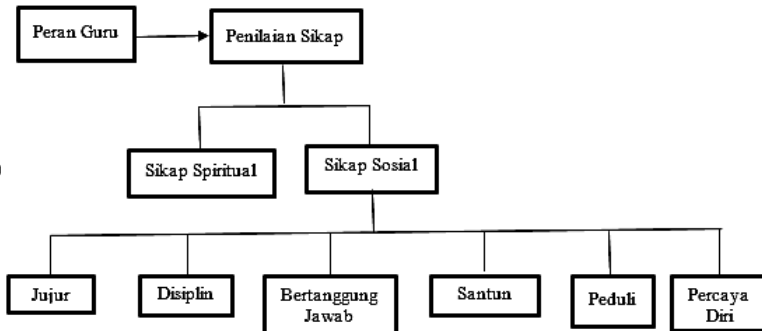 Peran Guru
Penilaian Sikap
Sikap Spiritual
Sikap Sosial
Jujur
Disiplin
Bertanggung
Jawab
Santun
Peduli
Percaya
Diri